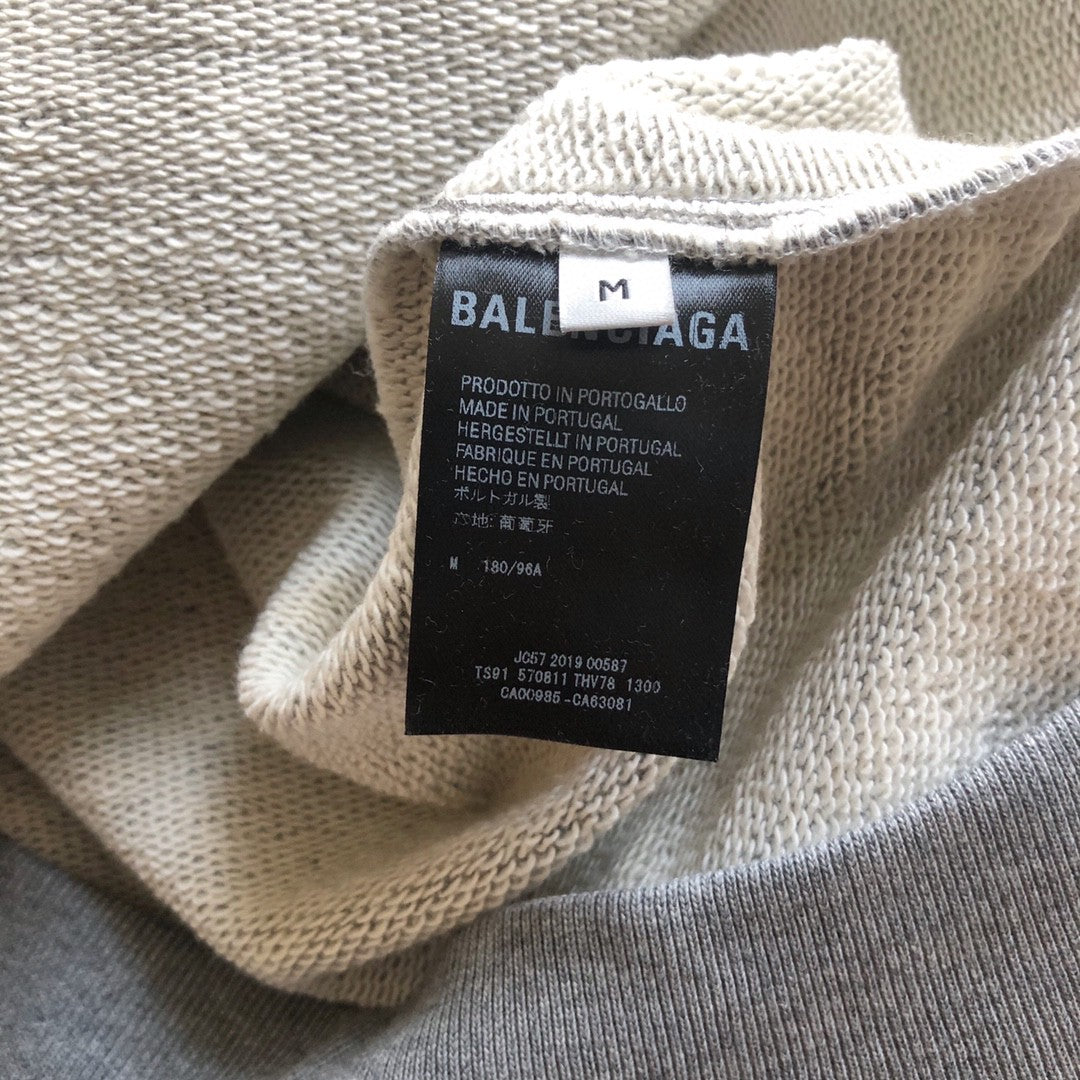 M
BALENCIAGA
PRODOTTO IN PORTOGALLO
MADE IN PORTUGAL
HERGESTELLT IN PORTUGAL
FABRIQUE EN PORTUGAL
HECHO EN PORTUGAL
ポルトガル製
产地: 葡萄牙
M 180/96A
JC57 2019 00587
TS91 570811 THV78 1300
CA00985-CA63081